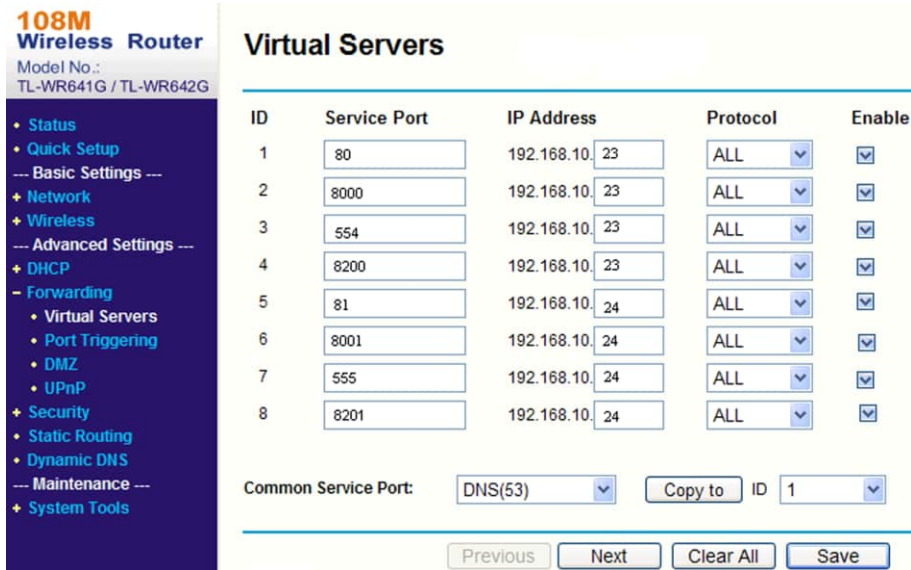 108M
Wireless Router
Model No.:
TL-WR641G / TL-WR642G
• Status
• Quick Setup
--- Basic Settings ---
+ Network
+ Wireless
--- Advanced Settings ---
+ DHCP
– Forwarding
• Virtual Servers
• Port Triggering
• DMZ
• UPnP
+ Security
• Static Routing
• Dynamic DNS
--- Maintenance ---
+ System Tools
Virtual Servers
ID Service Port IP Address Protocol Enable
1 80 192.168.10. 23 ALL
2 8000 192.168.10. 23 ALL
3 554 192.168.10. 23 ALL
4 8200 192.168.10. 23 ALL
5 81 192.168.10. 24 ALL
6 8001 192.168.10. 24 ALL
7 555 192.168.10. 24 ALL
8 8201 192.168.10. 24 ALL
Common Service Port: DNS(53) Copy to ID 1
Previous Next Clear All Save